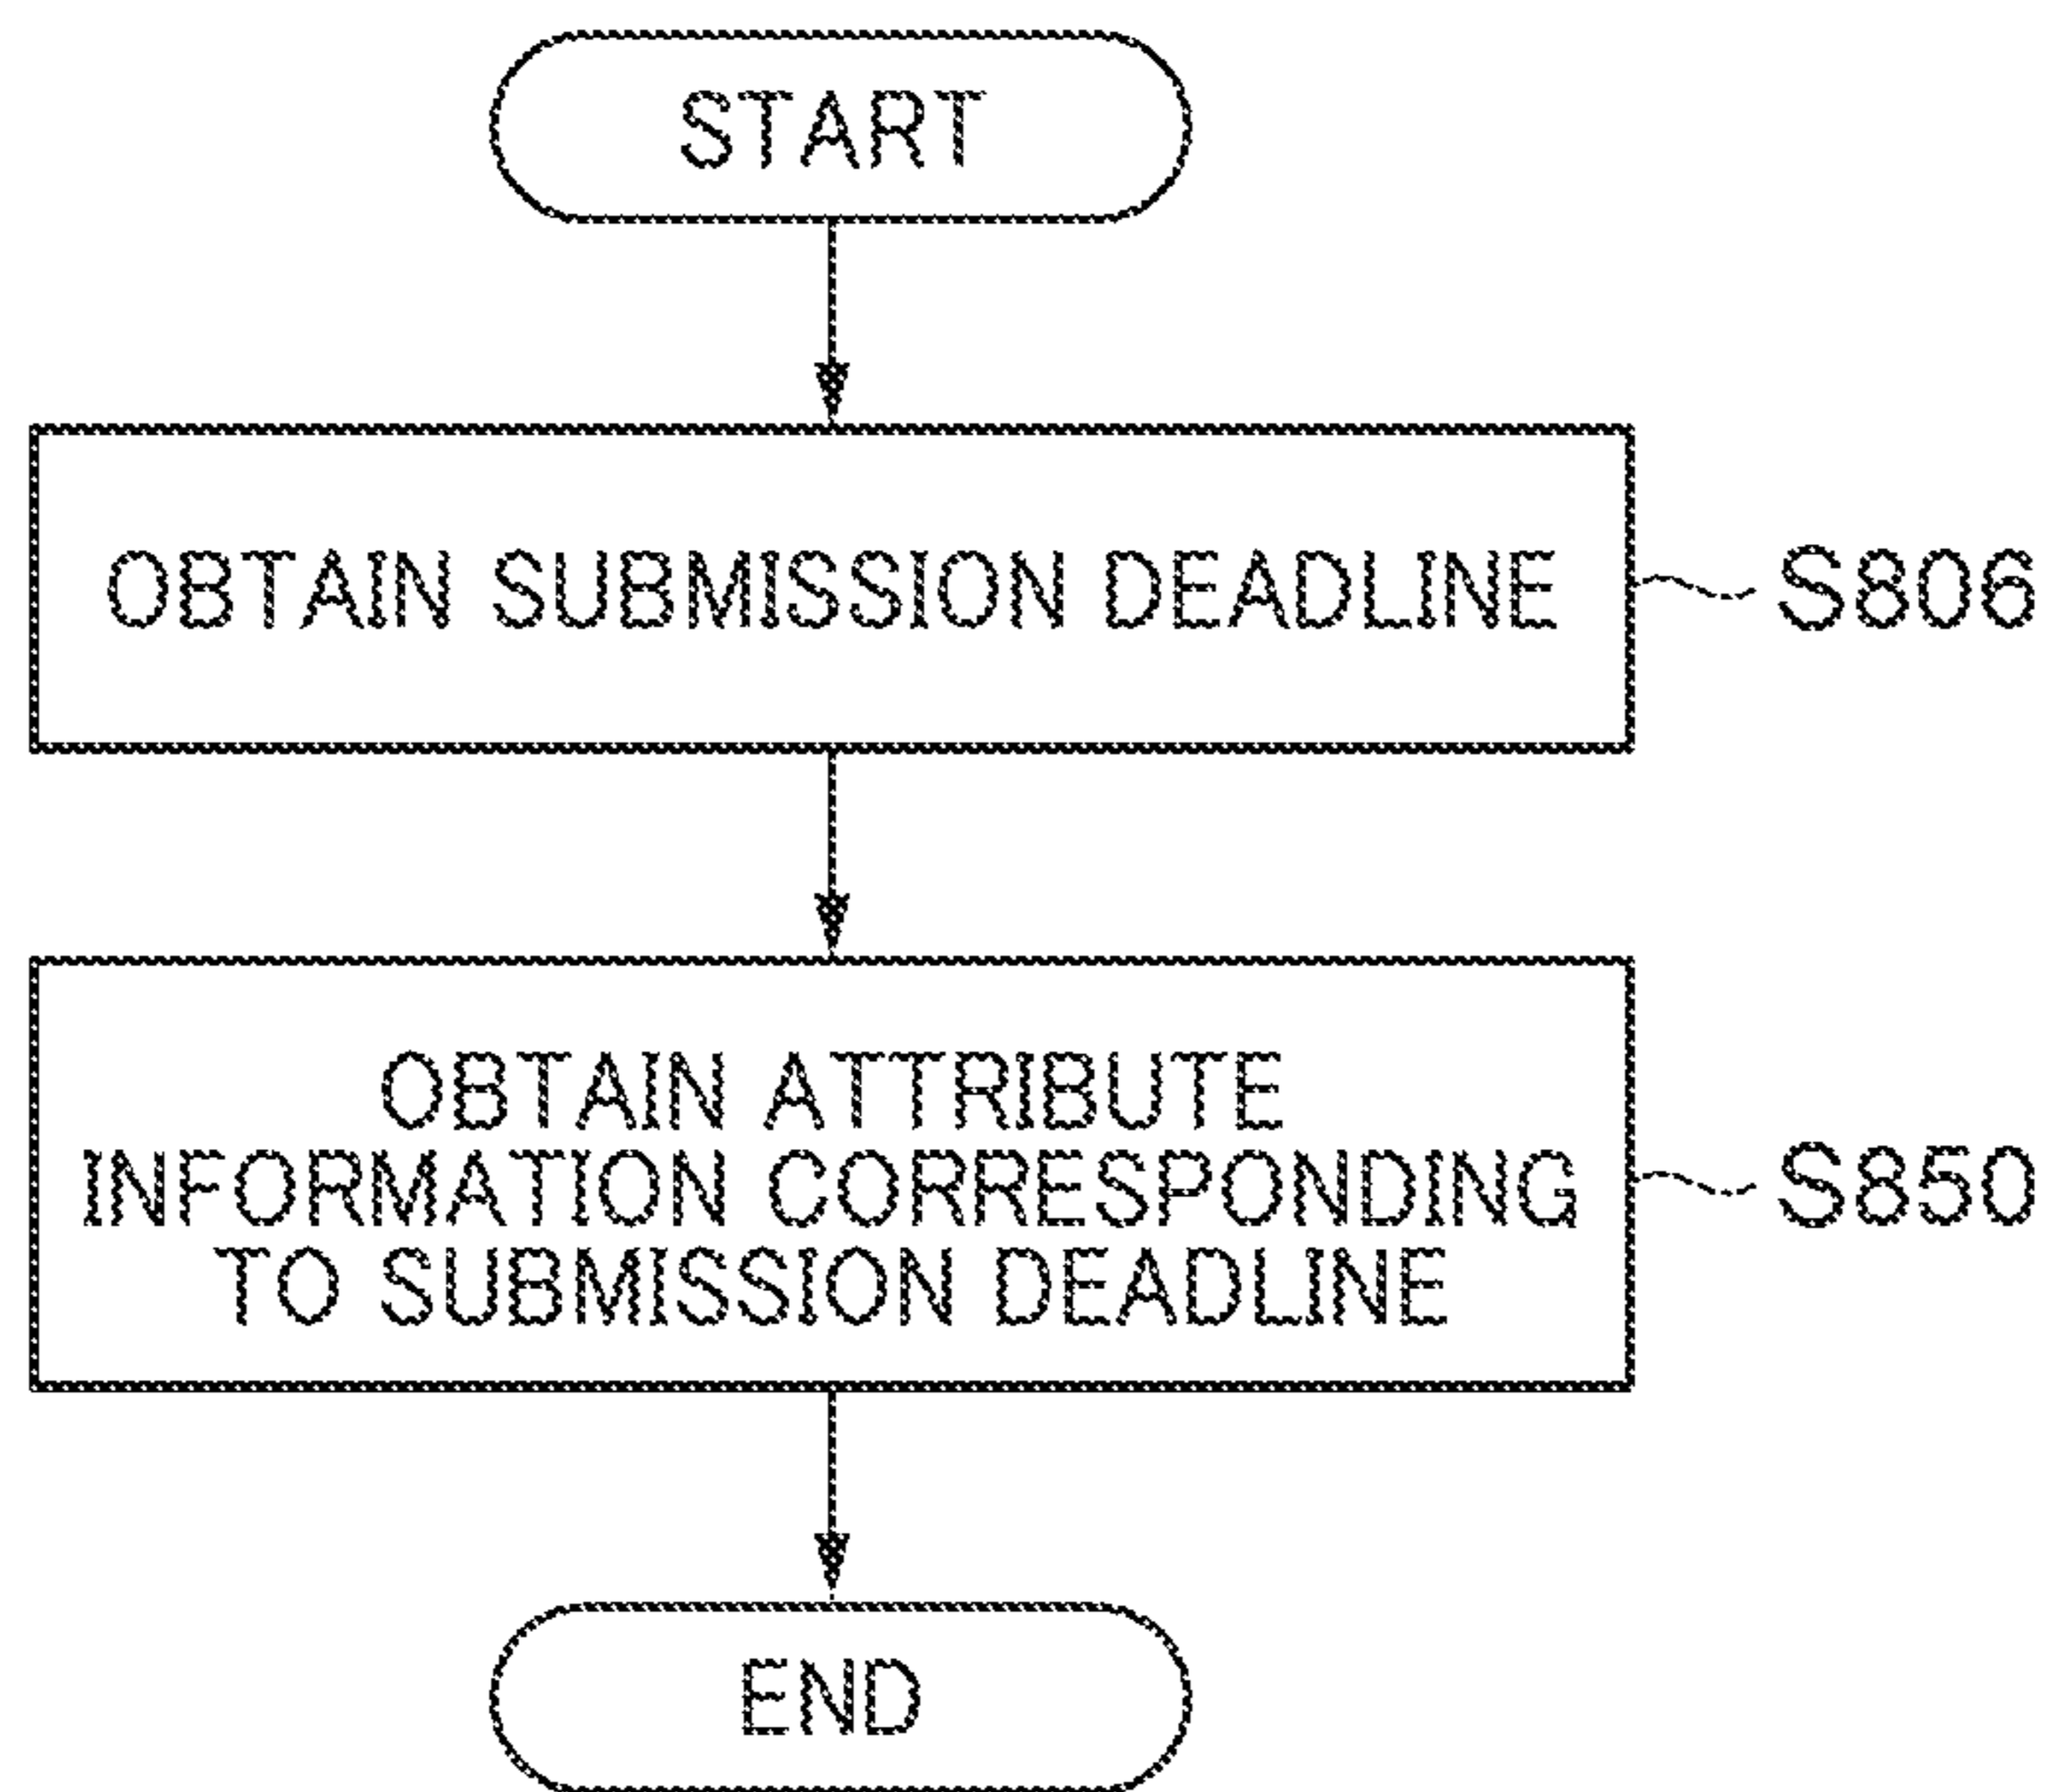 START
OBTAIN SUBMISSION DEADLINE
S806
OBTAIN ATTRIBUTE
INFORMATION CORRESPONDING
TO SUBMISSION DEADLINE
S850
END